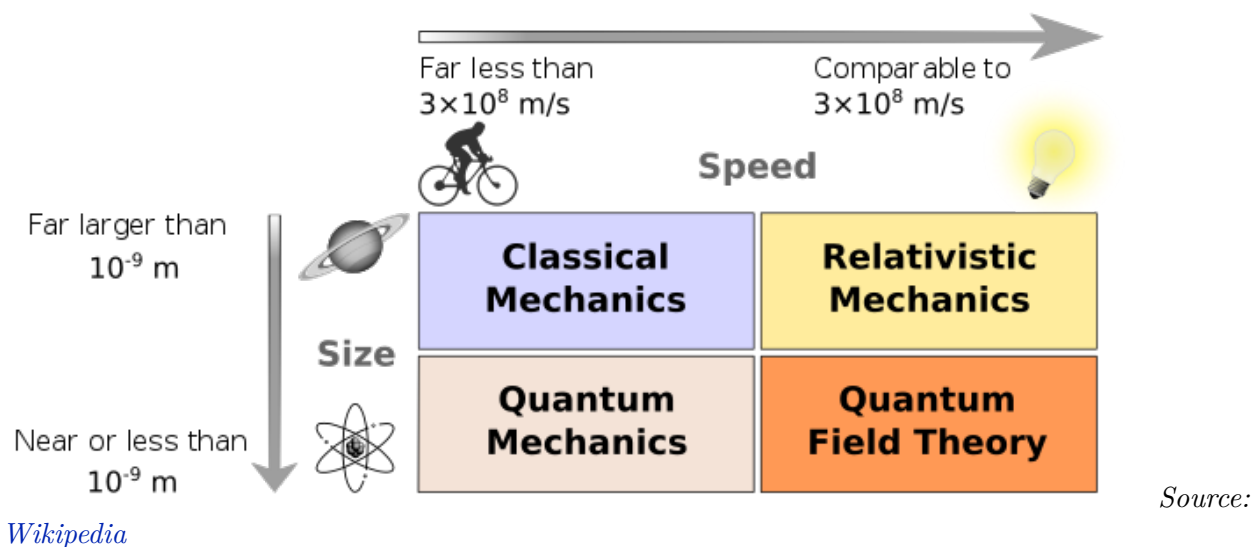 Far less than
3×10⁸ m/s
Comparable to
3×10⁸ m/s
Speed
Far larger than
10⁻⁹ m
Classical
Mechanics
Relativistic
Mechanics
Size
Near or less than
10⁻⁹ m
Quantum
Mechanics
Quantum
Field Theory
Source:
Wikipedia